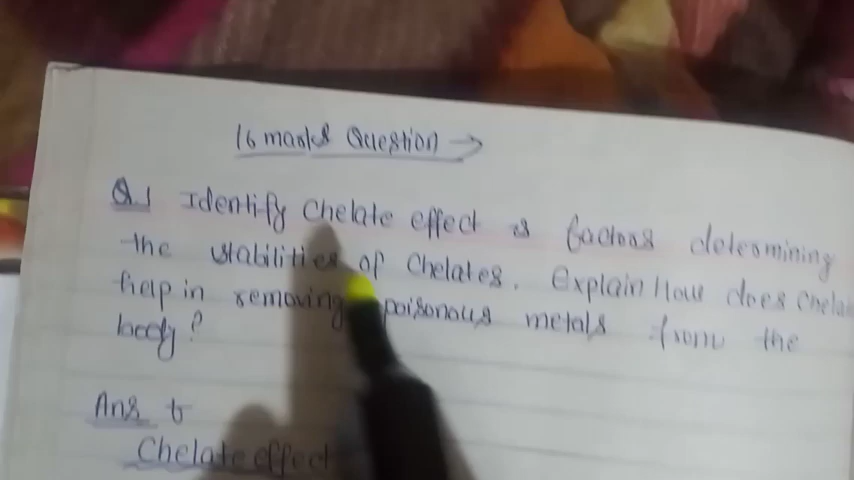 16 marks Question →
Q.1 Identify Chelate effect & factors determining
the stabilities of Chelates. Explain How does Chela
help in removing poisonous metals from the
body?
Ans
Chelate effect